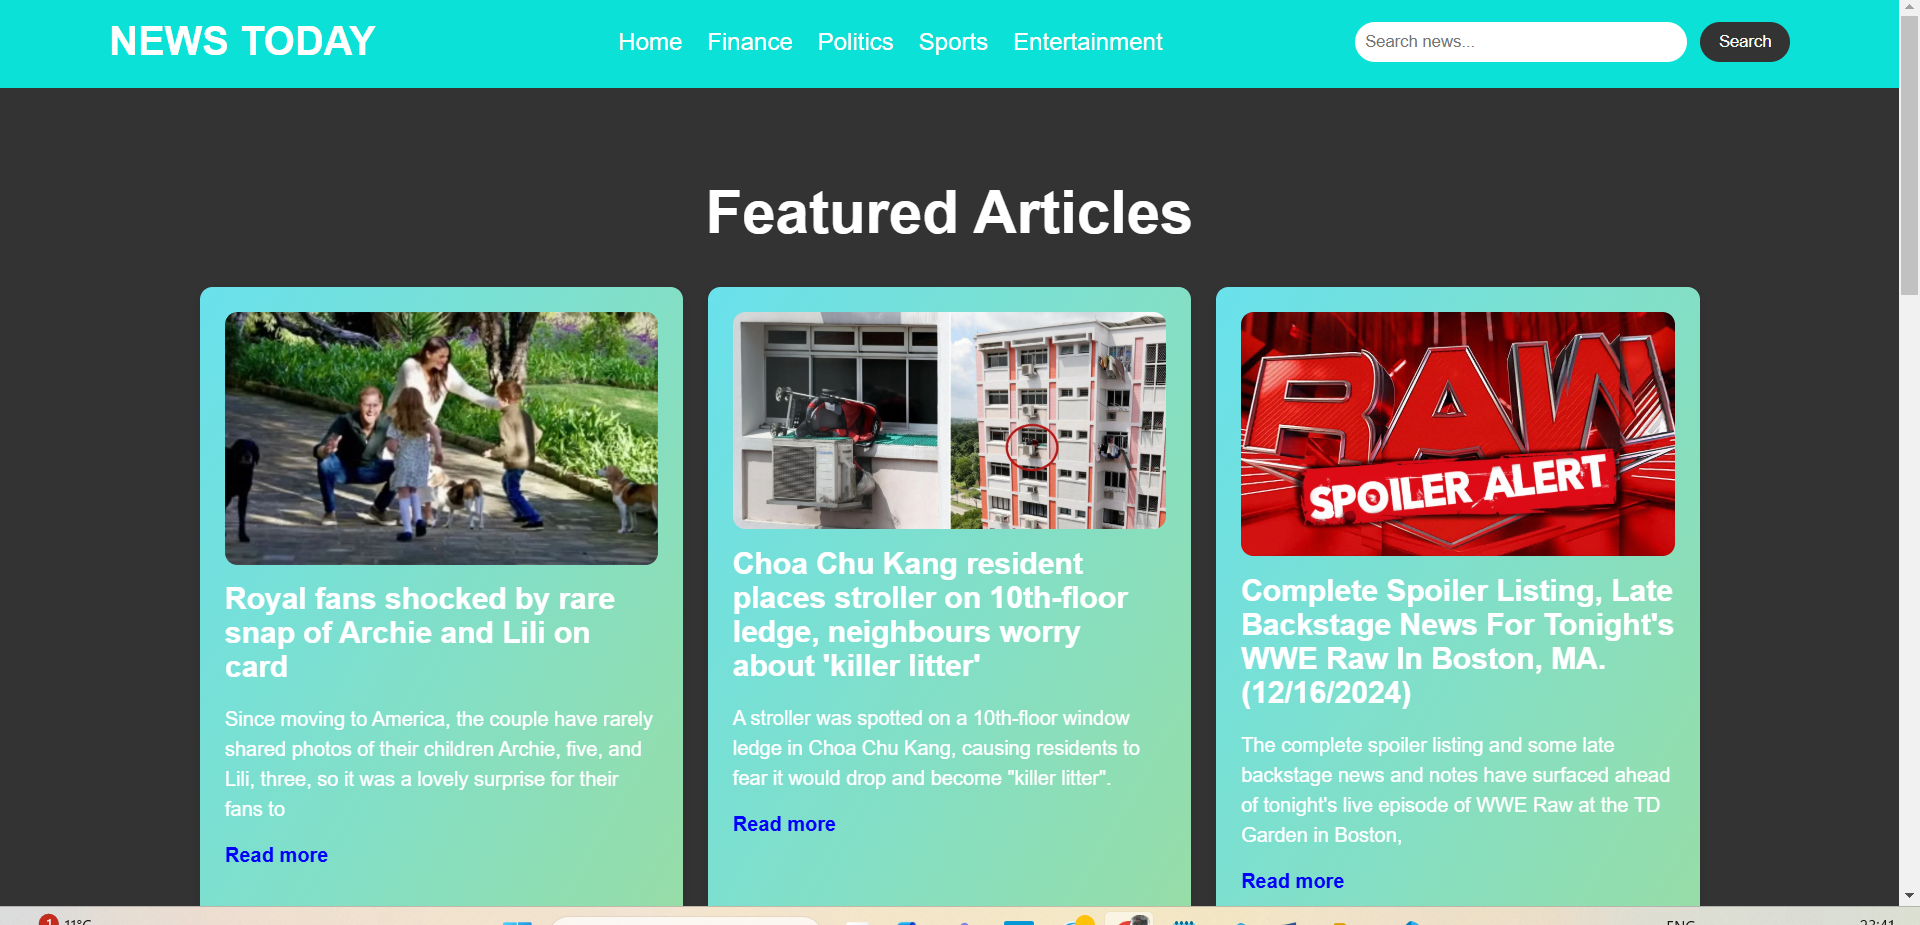 NEWS TODAY
Home Finance Politics Sports Entertainment
Search news...
Search
Featured Articles
Royal fans shocked by rare
snap of Archie and Lili on
card
Since moving to America, the couple have rarely
shared photos of their children Archie, five, and
Lili, three, so it was a lovely surprise for their
fans to
Read more
Choa Chu Kang resident
places stroller on 10th-floor
ledge, neighbours worry
about 'killer litter'
A stroller was spotted on a 10th-floor window
ledge in Choa Chu Kang, causing residents to
fear it would drop and become "killer litter".
Read more
RAW
SPOILER ALERT
Complete Spoiler Listing, Late
Backstage News For Tonight's
WWE Raw In Boston, MA.
(12/16/2024)
The complete spoiler listing and some late
backstage news and notes have surfaced ahead
of tonight's live episode of WWE Raw at the TD
Garden in Boston,
Read more
1
11°C
ENG
23:41